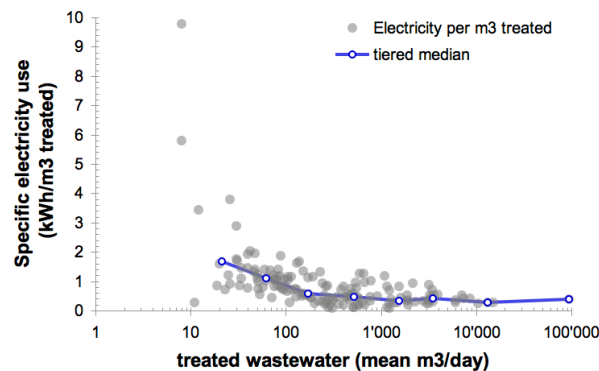 10
9
8
7
6
5
4
3
2
1
0
Specific electricity use
(kWh/m3 treated)
Electricity per m3 treated
tiered median
1 10 100 1'000 10'000 100'000
treated wastewater (mean m3/day)